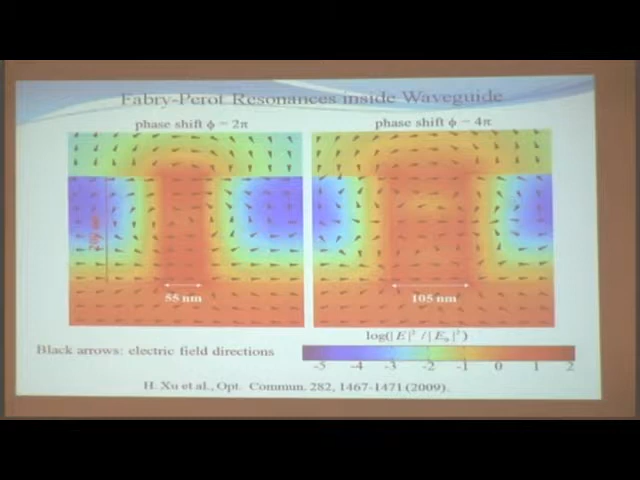 Fabry-Perot Resonances inside Waveguide
phase shift ϕ = 2π
phase shift ϕ = 4π
55 nm
105 nm
log(|E|²/|E₀|²)
Black arrows: electric field directions
-5 -4 -3 -2 -1 0 1 2
H. Xu et al., Opt. Commun. 282, 1467-1471 (2009).